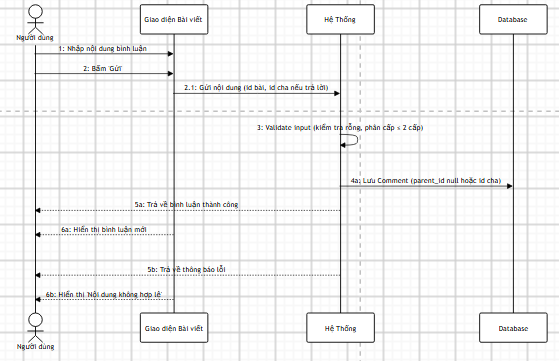 Giao diện Bài viết
Hệ Thống
Database
Người dùng
1: Nhập nội dung bình luận
2: Bấm 'Gửi'
2.1: Gửi nội dung (id bài, id cha nếu trả lời)
3: Validate input (kiểm tra rỗng, phân cấp ≤ 2 cấp)
4a: Lưu Comment (parent_id null hoặc id cha)
5a: Trả về bình luận thành công
6a: Hiển thị bình luận mới
5b: Trả về thông báo lỗi
6b: Hiển thị 'Nội dung không hợp lệ'
Giao diện Bài viết
Hệ Thống
Database
Người dùng